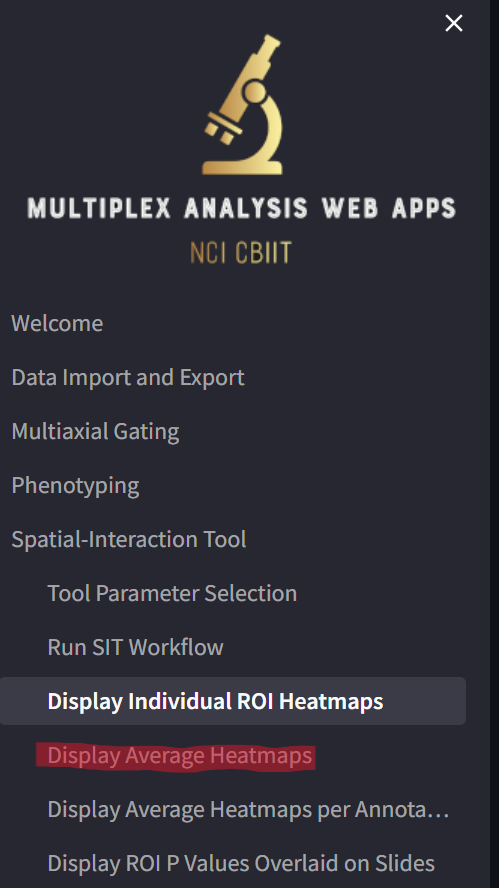 MULTIPLEX ANALYSIS WEB APPS
NCI CBIIT
Welcome
Data Import and Export
Multiaxial Gating
Phenotyping
Spatial-Interaction Tool
Tool Parameter Selection
Run SIT Workflow
Display Individual ROI Heatmaps
Display Average Heatmaps
Display Average Heatmaps per Annota…
Display ROI P Values Overlaid on Slides